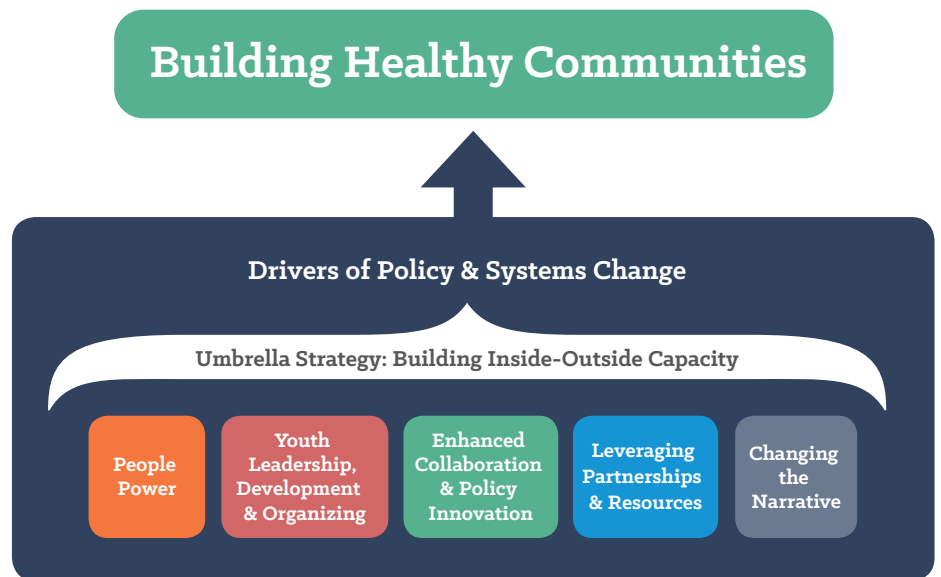 Building Healthy Communities
Drivers of Policy & Systems Change
Umbrella Strategy: Building Inside-Outside Capacity
People
Power
Youth
Leadership,
Development
& Organizing
Enhanced
Collaboration
& Policy
Innovation
Leveraging
Partnerships
& Resources
Changing
the
Narrative